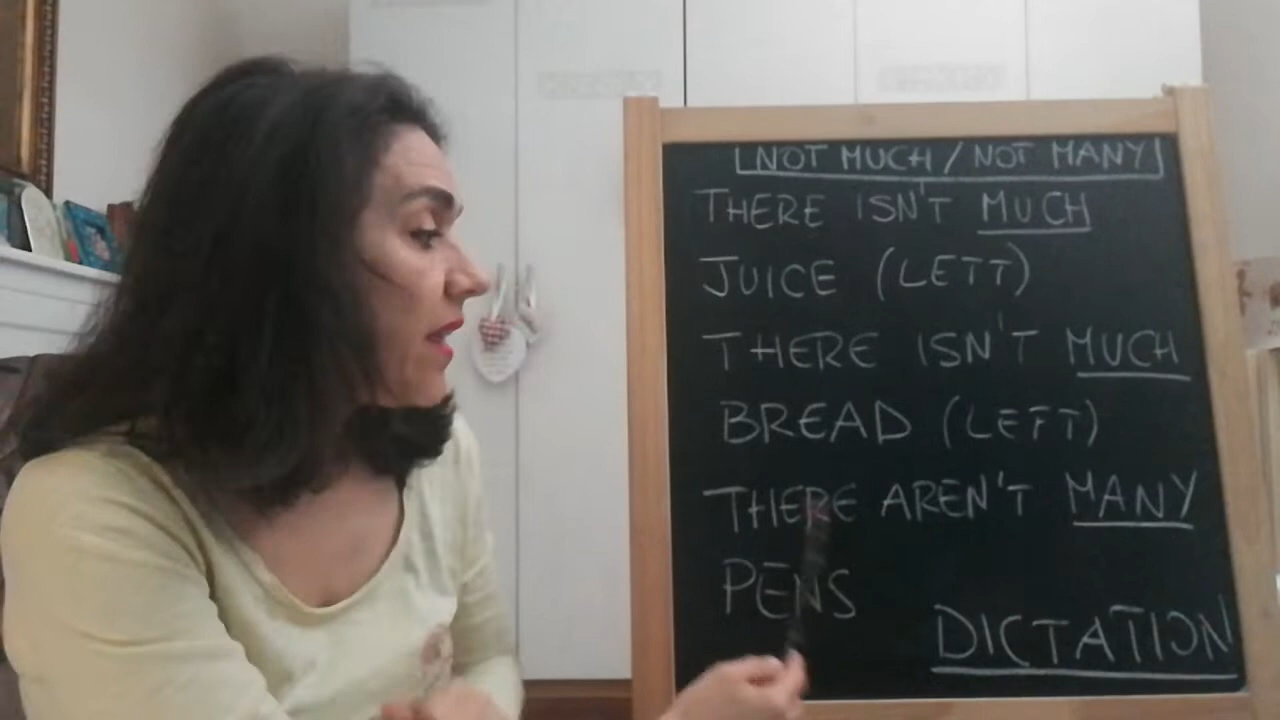 NOT MUCH / NOT MANY
THERE ISN'T MUCH
JUICE (LEFT)
THERE ISN'T MUCH
BREAD (LEFT)
THERE AREN'T MANY
PENS
DICTATION